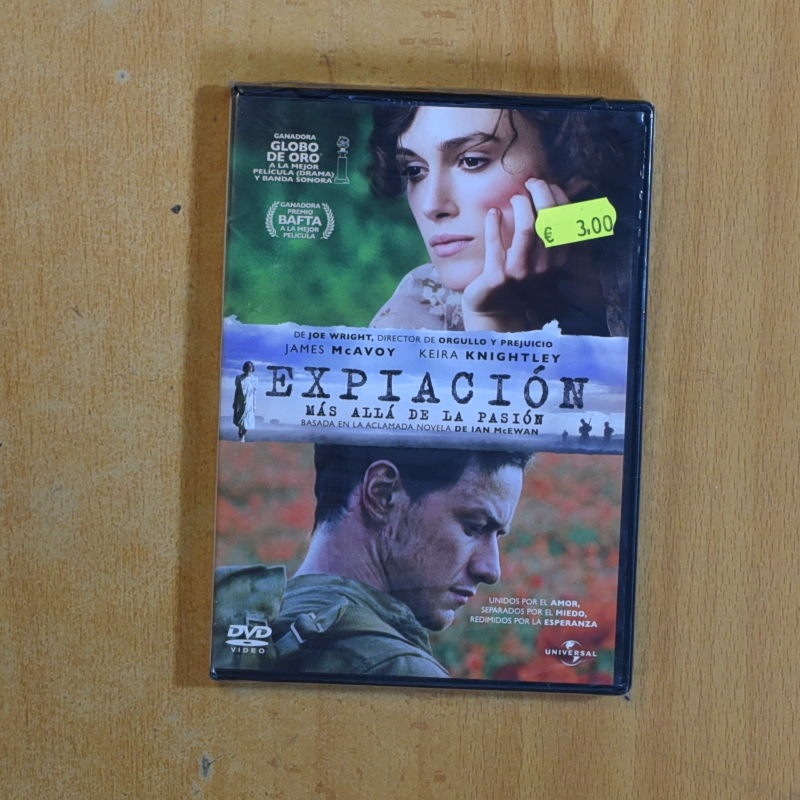 GANADORA
GLOBO
DE ORO
A LA MEJOR
PELÍCULA (DRAMA)
Y BANDA SONORA
GANADORA
PREMIO
BAFTA
A LA MEJOR
PELÍCULA
€ 3,00
DE JOE WRIGHT, DIRECTOR DE ORGULLO Y PREJUICIO
JAMES McAVOY KEIRA KNIGHTLEY
EXPIACIÓN
MÁS ALLÁ DE LA PASIÓN
BASADA EN LA ACLAMADA NOVELA DE IAN McEWAN
UNIDOS POR EL AMOR,
SEPARADOS POR EL MIEDO,
REDIMIDOS POR LA ESPERANZA
DVD
VIDEO
UNIVERSAL